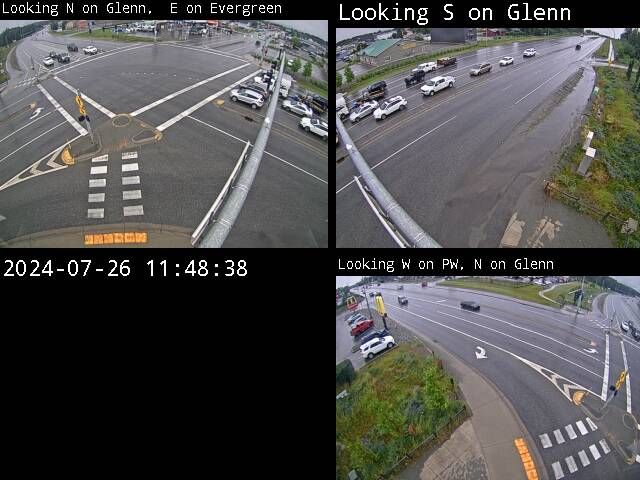 Looking N on Glenn,  E on Evergreen
Looking S on Glenn
2024-07-26 11:48:38
Looking W on PW, N on Glenn